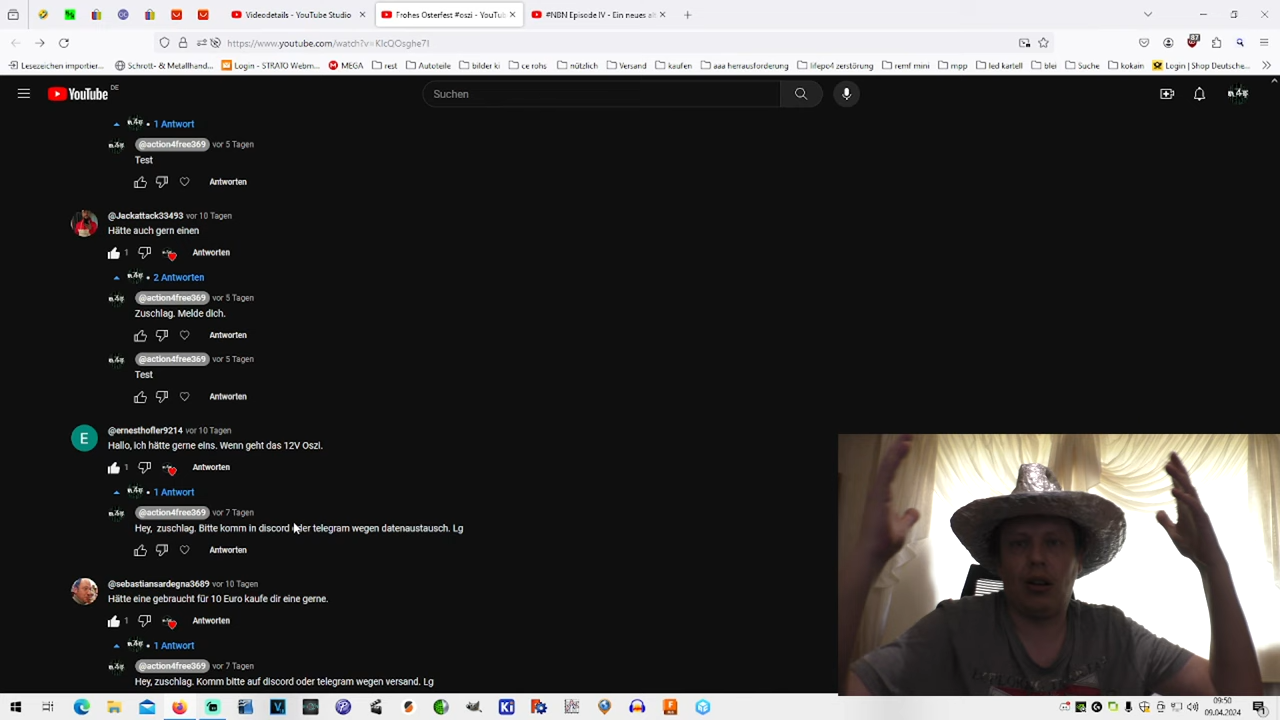 Videodetails - YouTube Studio
Frohes Osterfest #oszi - YouTu
#NBN Episode IV - Ein neues
https://www.youtube.com/watch?v=KlcQOsghe7I
87
Lesezeichen importier...
Schrott- & Metallhand...
Login - STRATO Webm...
MEGA
rest
Autoteile
bilder ki
ce rohs
nützlich
Versand
kaufen
aaa herrausforderung
lifepo4 zerstörung
remf mini
mpp
led kartell
blei
Suche
kokain
Login | Shop Deutsche...
YouTube DE
Suchen
• 1 Antwort
@action4free369 vor 5 Tagen
Test
Antworten
@Jackattack33493 vor 10 Tagen
Hätte auch gern einen
1 Antworten
• 2 Antworten
@action4free369 vor 5 Tagen
Zuschlag. Melde dich.
Antworten
@action4free369 vor 5 Tagen
Test
Antworten
E
@ernesthofler9214 vor 10 Tagen
Hallo, ich hätte gerne eins. Wenn geht das 12V Oszi.
1 Antworten
• 1 Antwort
@action4free369 vor 7 Tagen
Hey, zuschlag. Bitte komm in discord oder telegram wegen datenaustausch. Lg
Antworten
@sebastiansardegna3689 vor 10 Tagen
Hätte eine gebraucht für 10 Euro kaufe dir eine gerne.
1 Antworten
• 1 Antwort
@action4free369 vor 7 Tagen
Hey, zuschlag. Komm bitte auf discord oder telegram wegen versand. Lg
09:50
09.04.2024